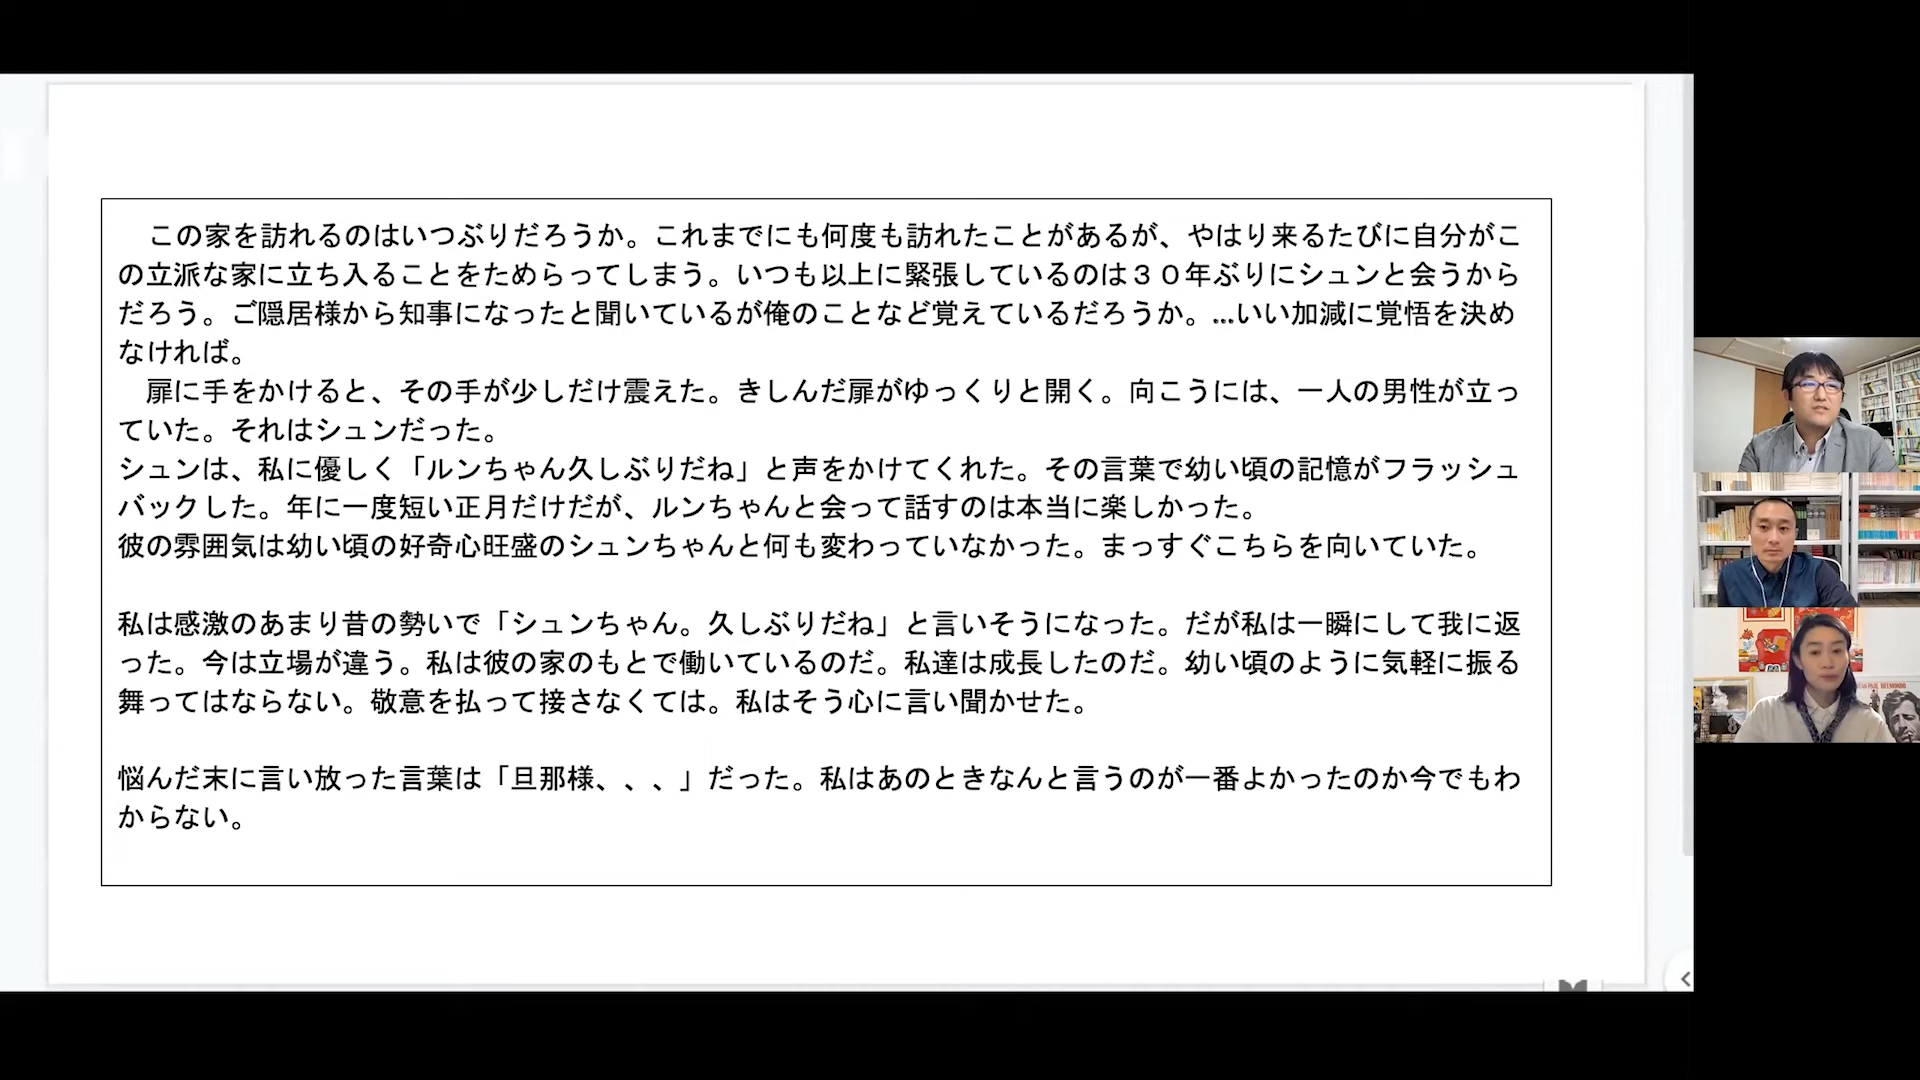 この家を訪れるのはいつぶりだろうか。これまでにも何度も訪れたことがあるが、やはり来るたびに自分がこ
の立派な家に立ち入ることをためらってしまう。いつも以上に緊張しているのは３０年ぶりにシュンと会うから
だろう。ご隠居様から知事になったと聞いているが俺のことなど覚えているだろうか。…いい加減に覚悟を決め
なければ。
扉に手をかけると、その手が少しだけ震えた。きしんだ扉がゆっくりと開く。向こうには、一人の男性が立っ
ていた。それはシュンだった。
シュンは、私に優しく「ルンちゃん久しぶりだね」と声をかけてくれた。その言葉で幼い頃の記憶がフラッシュ
バックした。年に一度短い正月だけだが、ルンちゃんと会って話すのは本当に楽しかった。
彼の雰囲気は幼い頃の好奇心旺盛のシュンちゃんと何も変わっていなかった。まっすぐこちらを向いていた。
私は感激のあまり昔の勢いで「シュンちゃん。久しぶりだね」と言いそうになった。だが私は一瞬にして我に返
った。今は立場が違う。私は彼の家のもとで働いているのだ。私達は成長したのだ。幼い頃のように気軽に振る
舞ってはならない。敬意を払って接さなくては。私はそう心に言い聞かせた。
悩んだ末に言い放った言葉は「旦那様、、、」だった。私はあのときなんと言うのが一番よかったのか今でもわ
からない。